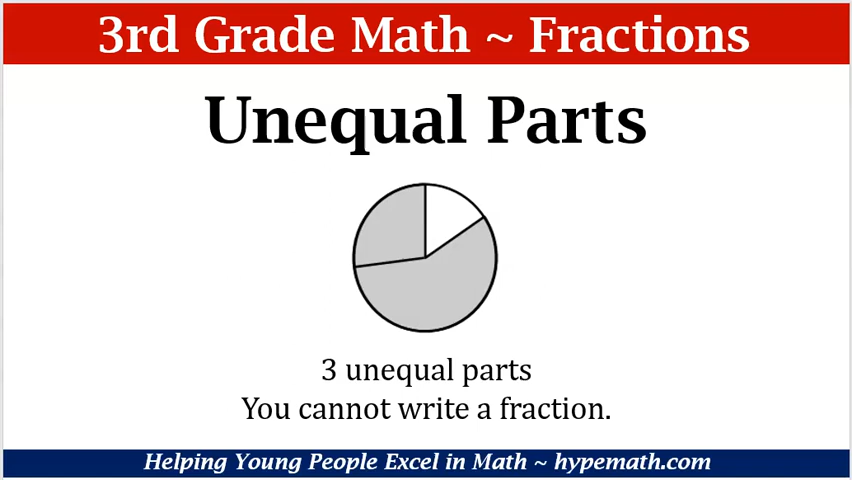 3rd Grade Math ~ Fractions
Unequal Parts
3 unequal parts
You cannot write a fraction.
Helping Young People Excel in Math ~ hypemath.com